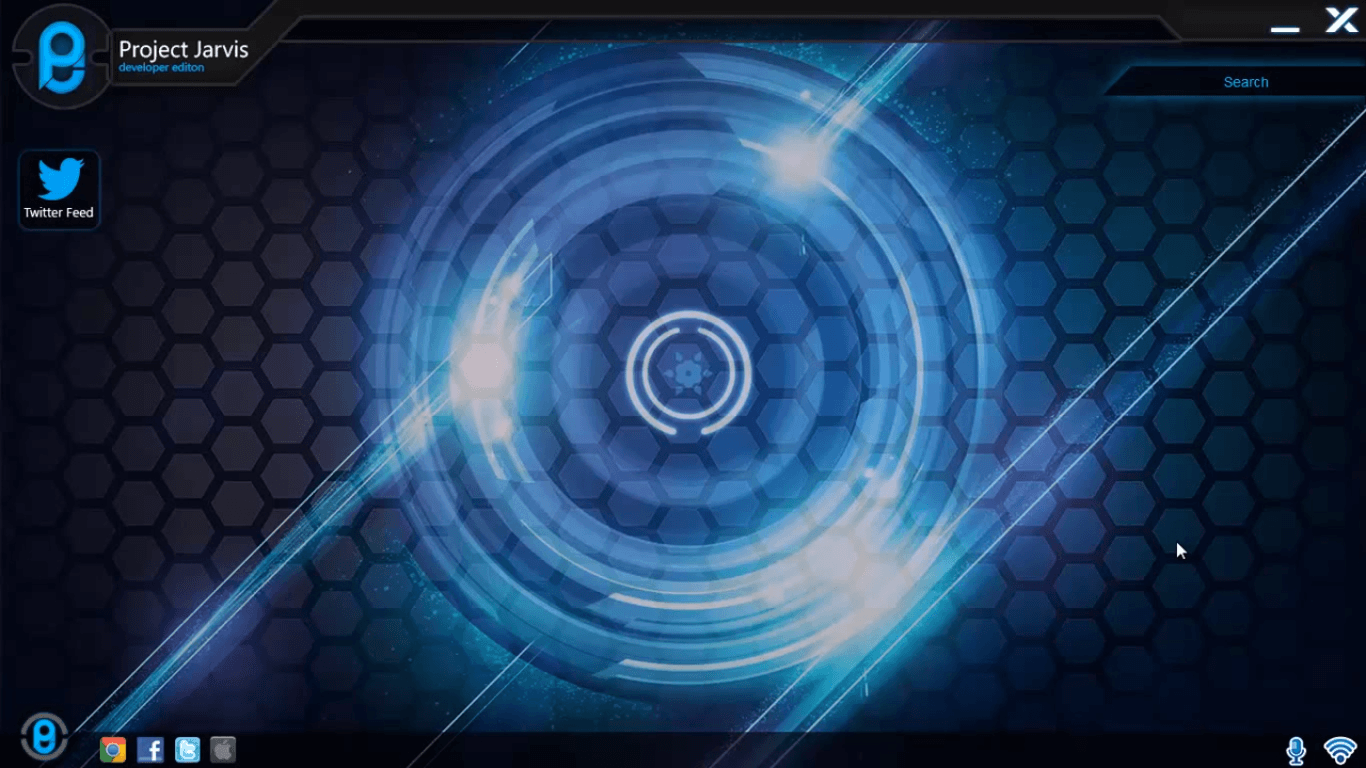 Project Jarvis
developer editon
Search
Twitter Feed